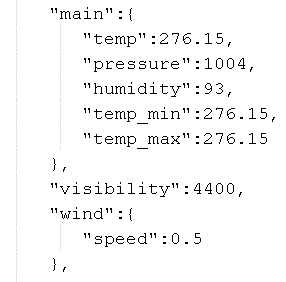 "main":{
"temp":276.15,
"pressure":1004,
"humidity":93,
"temp_min":276.15,
"temp_max":276.15
},
"visibility":4400,
"wind":{
"speed":0.5
},